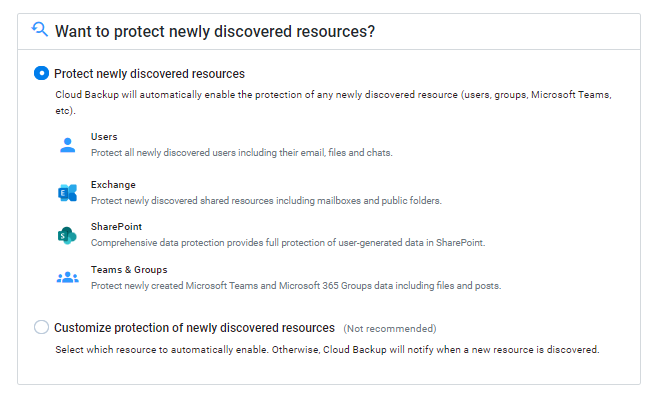 Want to protect newly discovered resources?
Protect newly discovered resources
Cloud Backup will automatically enable the protection of any newly discovered resource (users, groups, Microsoft Teams,
etc).
Users
Protect all newly discovered users including their email, files and chats.
E
Exchange
Protect newly discovered shared resources including mailboxes and public folders.
S
SharePoint
Comprehensive data protection provides full protection of user-generated data in SharePoint.
Teams & Groups
Protect newly created Microsoft Teams and Microsoft 365 Groups data including files and posts.
Customize protection of newly discovered resources (Not recommended)
Select which resource to automatically enable. Otherwise, Cloud Backup will notify when a new resource is discovered.